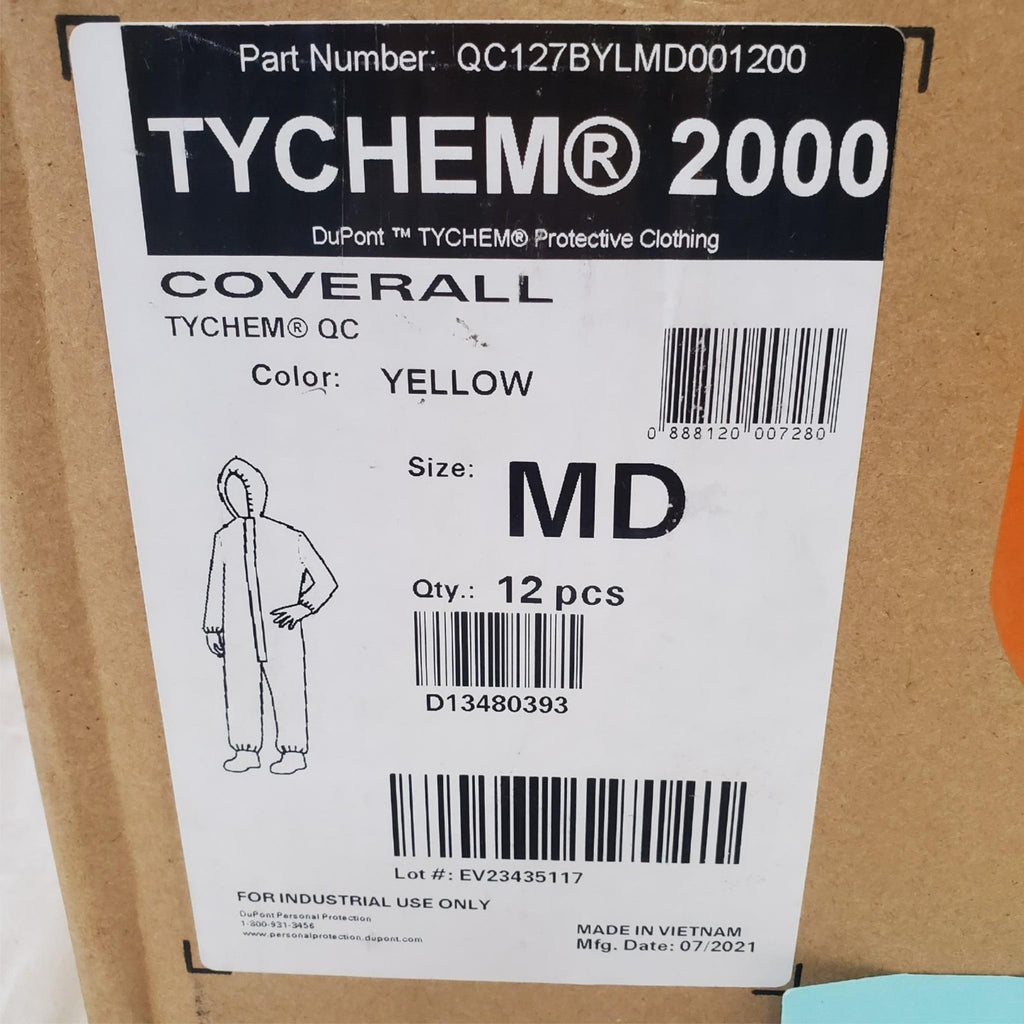 Part Number: QC127BYLMD001200
TYCHEM® 2000
DuPont ™ TYCHEM® Protective Clothing
COVERALL
TYCHEM® QC
Color: YELLOW
0 888120 007280
Size: MD
Qty.: 12 pcs
D13480393
Lot #: EV23435117
FOR INDUSTRIAL USE ONLY
DuPont Personal Protection
1-800-931-3456
www.personalprotection.dupont.com
MADE IN VIETNAM
Mfg. Date: 07/2021